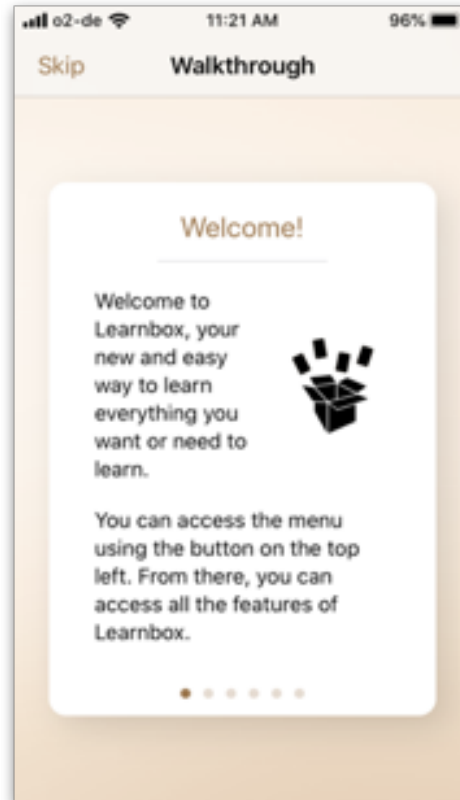 o2-de 11:21 AM 96%
Skip Walkthrough
Welcome!
Welcome to
Learnbox, your
new and easy
way to learn
everything you
want or need to
learn.
You can access the menu
using the button on the top
left. From there, you can
access all the features of
Learnbox.